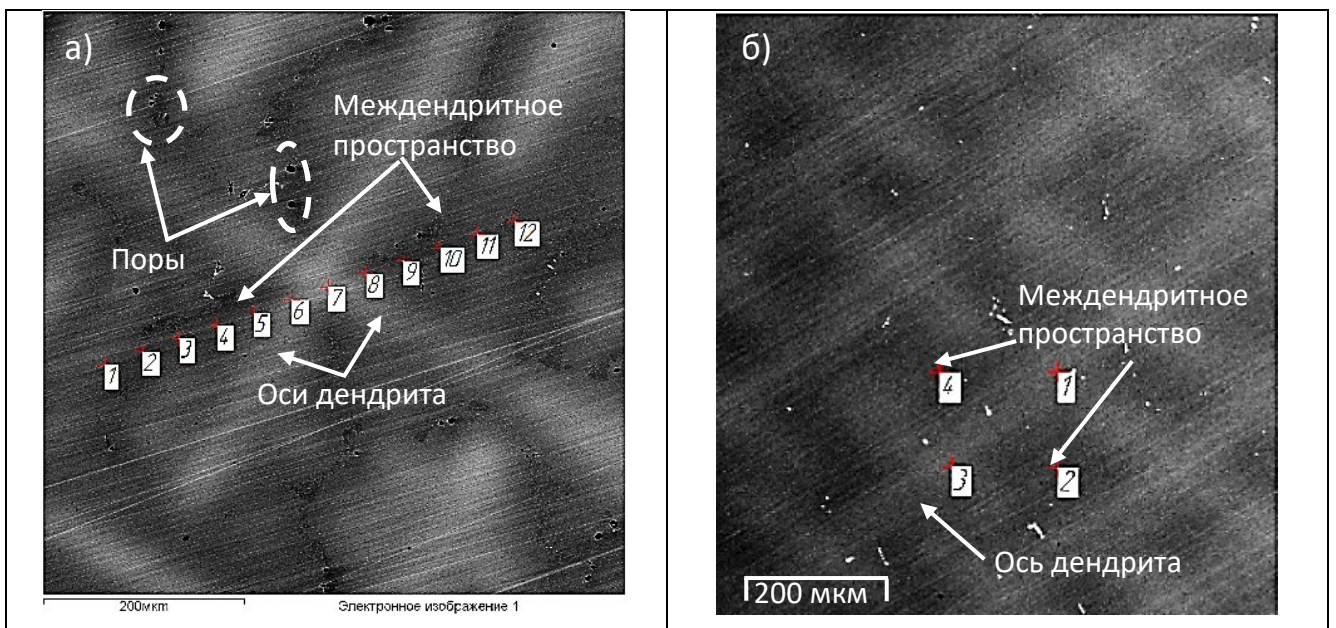 а)
Междендритное
пространство
Поры
1
2
3
4
5
6
7
8
9
10
11
12
Оси дендрита
200мкm
Электронное изображение 1
б)
Междендритное
пространство
4
1
3
2
Ось дендрита
200 мкм